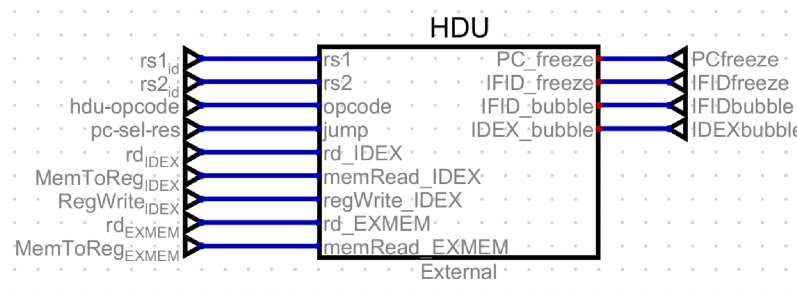 HDU
rs1id rs1 PC_freeze PCfreeze
rs2id rs2 IFID_freeze IFIDfreeze
hdu-opcode opcode IFID_bubble IFIDbubble
pc-sel-res jump IDEX_bubble IDEXbubble
rdIDEX rd_IDEX
MemToRegIDEX memRead_IDEX
RegWriteIDEX regWrite_IDEX
rdEXMEM rd_EXMEM
MemToRegEXMEM memRead_EXMEM
External